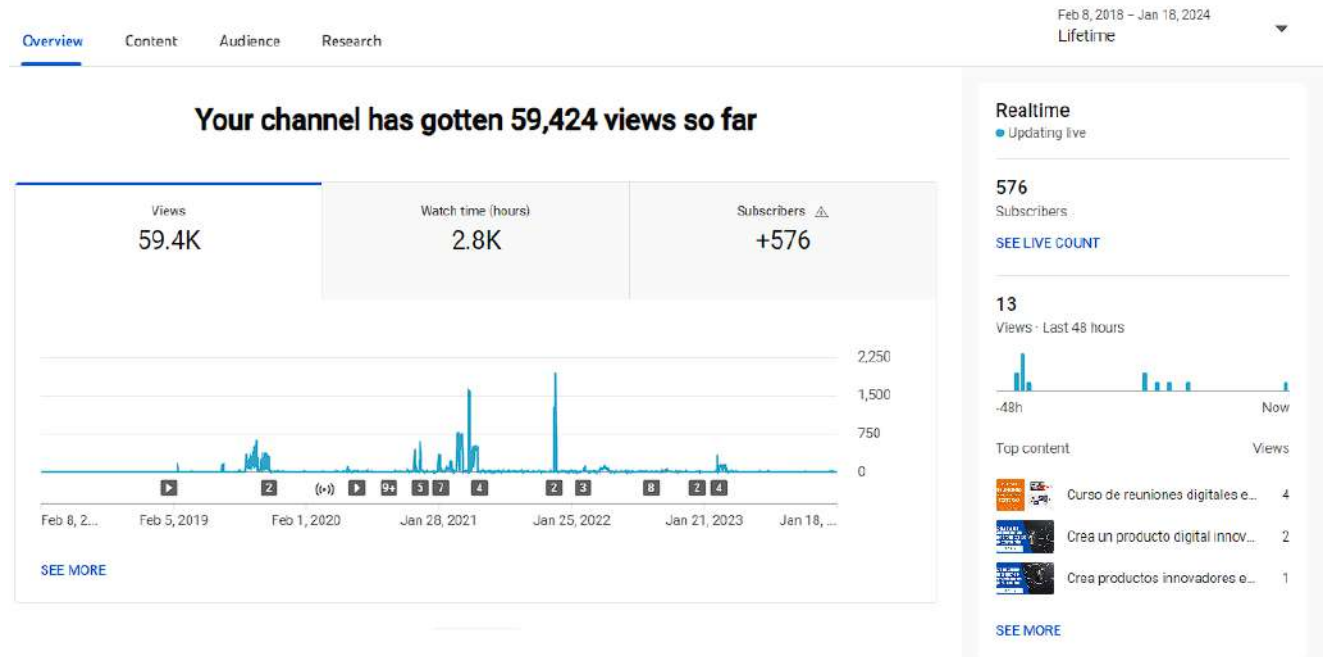 Feb 8, 2018 – Jan 18, 2024
Lifetime
Overview Content Audience Research
Your channel has gotten 59,424 views so far
Views
59.4K
Watch time (hours)
2.8K
Subscribers
+576
2,250
1,500
750
0
2 9+ 5 7 4 2 3 8 2 4
Feb 8, 2... Feb 5, 2019 Feb 1, 2020 Jan 28, 2021 Jan 25, 2022 Jan 21, 2023 Jan 18, ...
SEE MORE
Realtime
Updating live
576
Subscribers
SEE LIVE COUNT
13
Views · Last 48 hours
-48h Now
Top content Views
Curso de reuniones digitales e... 4
Crea un producto digital innov... 2
Crea productos innovadores e... 1
SEE MORE